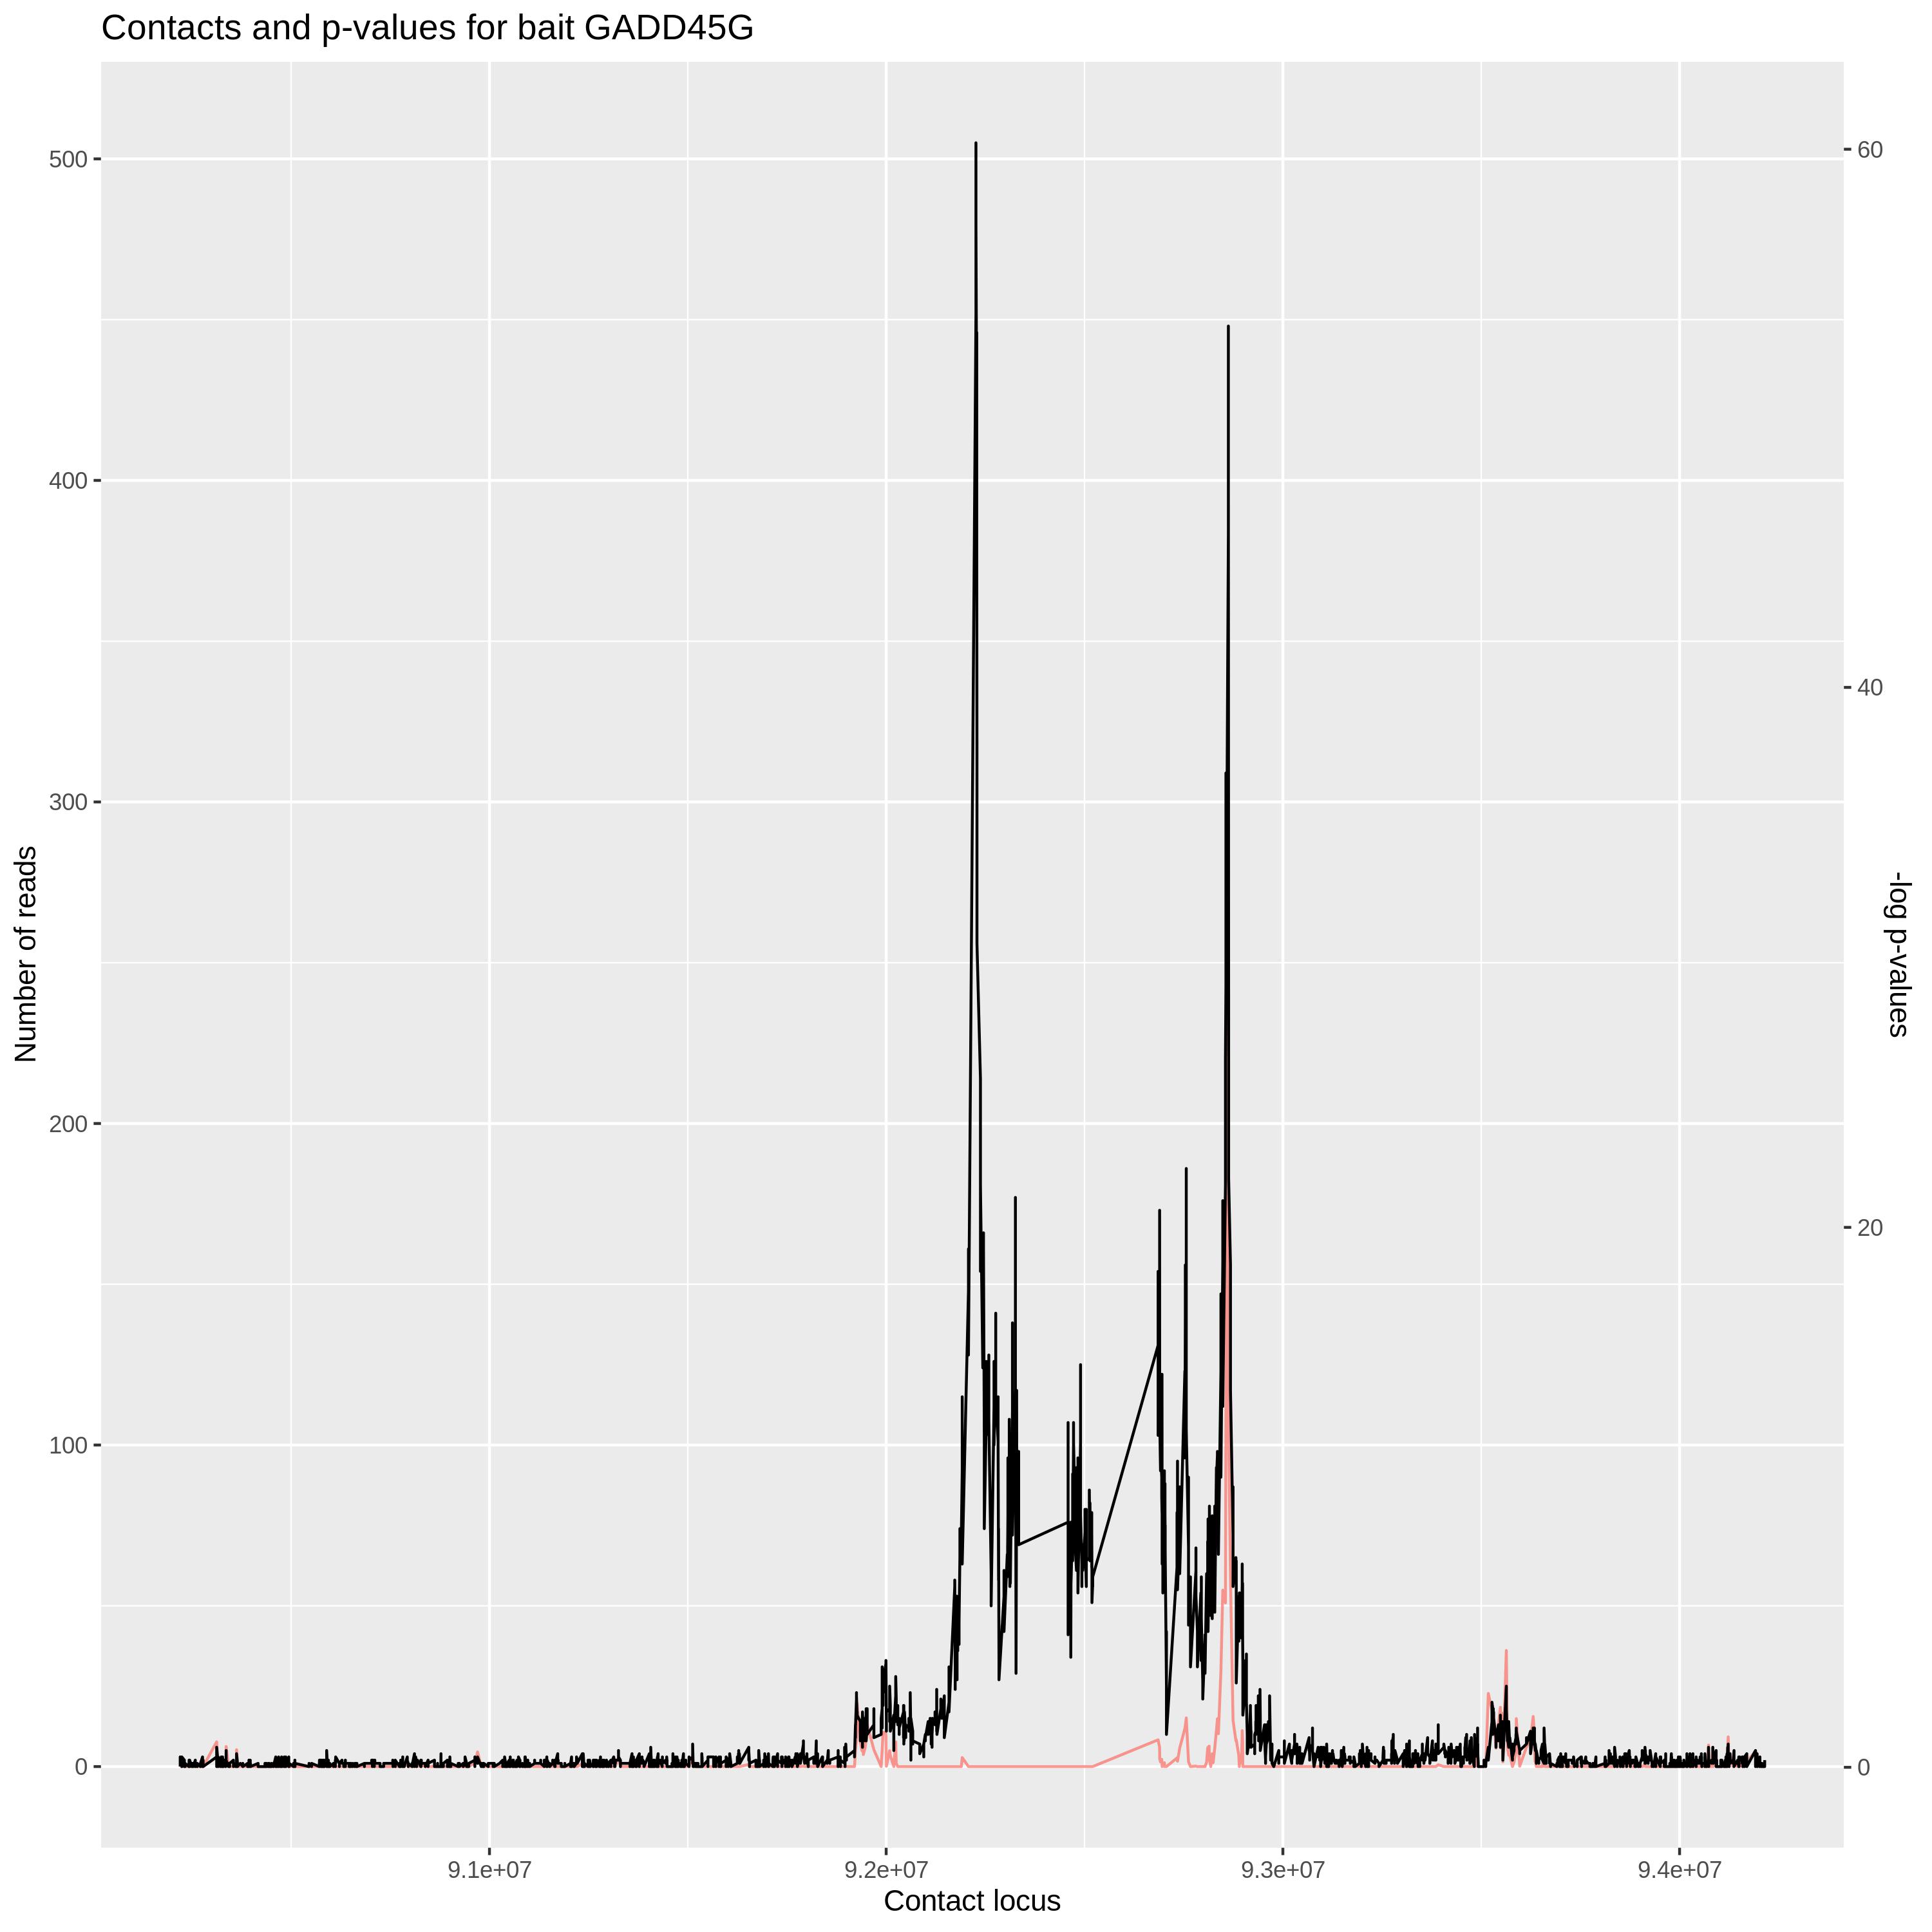 Contacts and p-values for bait GADD45G
500
400
300
200
100
0
Number of reads
60
40
20
0
-log p-values
9.1e+07
9.2e+07
9.3e+07
9.4e+07
Contact locus